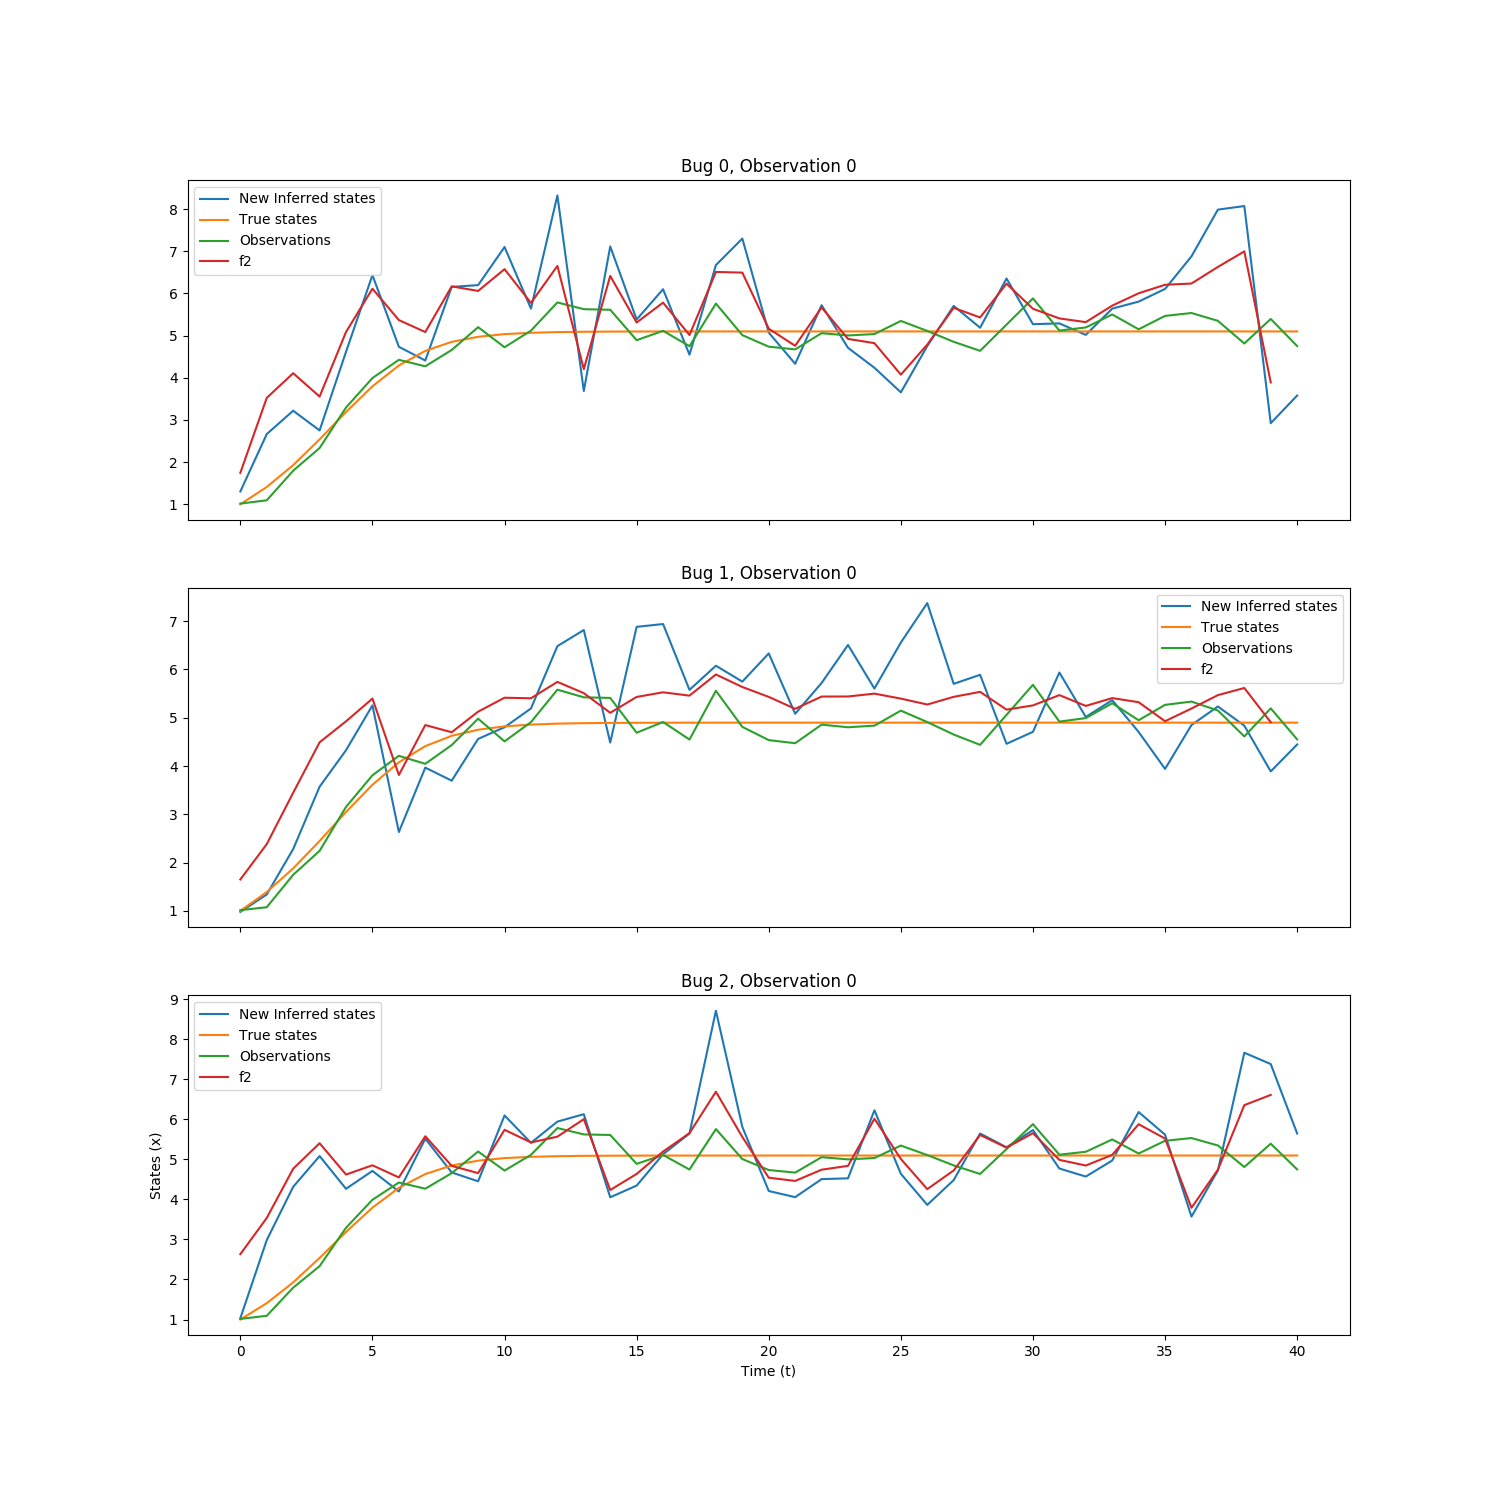 Bug 0, Observation 0
New Inferred states
True states
Observations
f2
8
7
6
5
4
3
2
1
Bug 1, Observation 0
New Inferred states
True states
Observations
f2
7
6
5
4
3
2
1
Bug 2, Observation 0
New Inferred states
True states
Observations
f2
9
8
7
6
5
4
3
2
1
States (x)
0 5 10 15 20 25 30 35 40
Time (t)